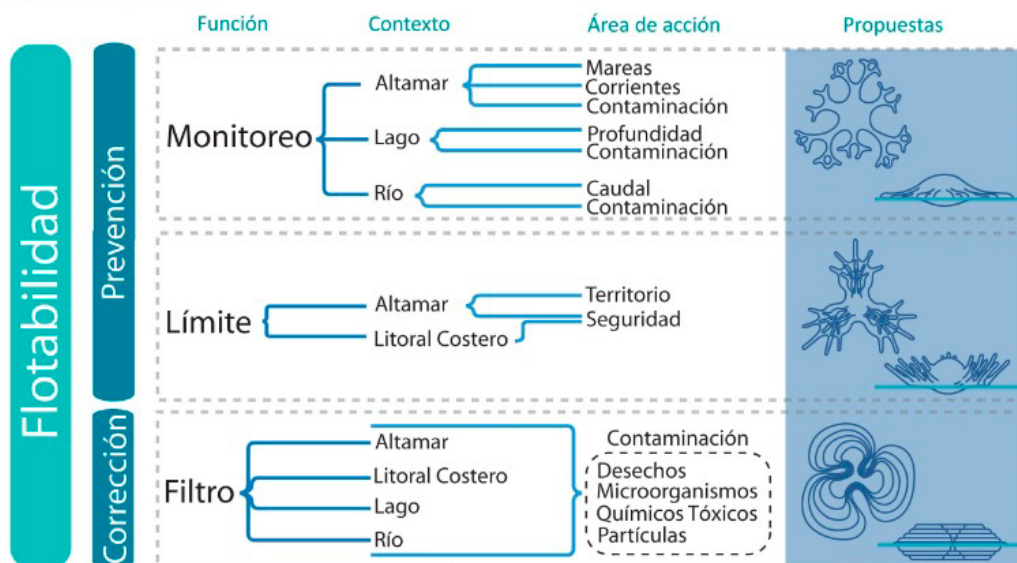 Función
Contexto
Área de acción
Propuestas
Flotabilidad
Prevención
Monitoreo
Altamar
Mareas
Corrientes
Contaminación
Lago
Profundidad
Contaminación
Río
Caudal
Contaminación
Límite
Altamar
Territorio
Seguridad
Litoral Costero
Corrección
Filtro
Altamar
Litoral Costero
Lago
Río
Contaminación
Desechos
Microorganismos
Químicos Tóxicos
Partículas